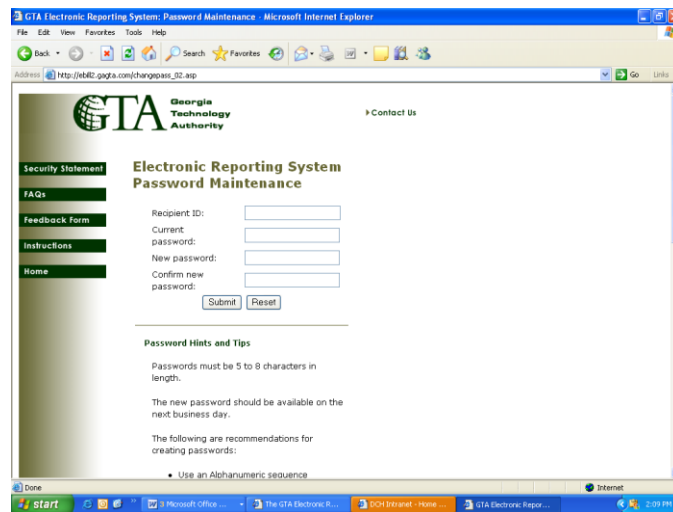 GTA Electronic Reporting System: Password Maintenance - Microsoft Internet Explorer
File Edit View Favorites Tools Help
Back Search Favorites
Address http://ebill2.gagta.com/changepass_02.asp Go Links
GTA Georgia
Technology
Authority
Contact Us
Security Statement
FAQs
Feedback Form
Instructions
Home
Electronic Reporting System
Password Maintenance
Recipient ID:
Current
password:
New password:
Confirm new
password:
Submit Reset
Password Hints and Tips
Passwords must be 5 to 8 characters in
length.
The new password should be available on the
next business day.
The following are recommendations for
creating passwords:
• Use an Alphanumeric sequence
Done Internet
start 3 Microsoft Office ... The GTA Electronic R... DCH Intranet - Home ... GTA Electronic Repor... 2:09 PM